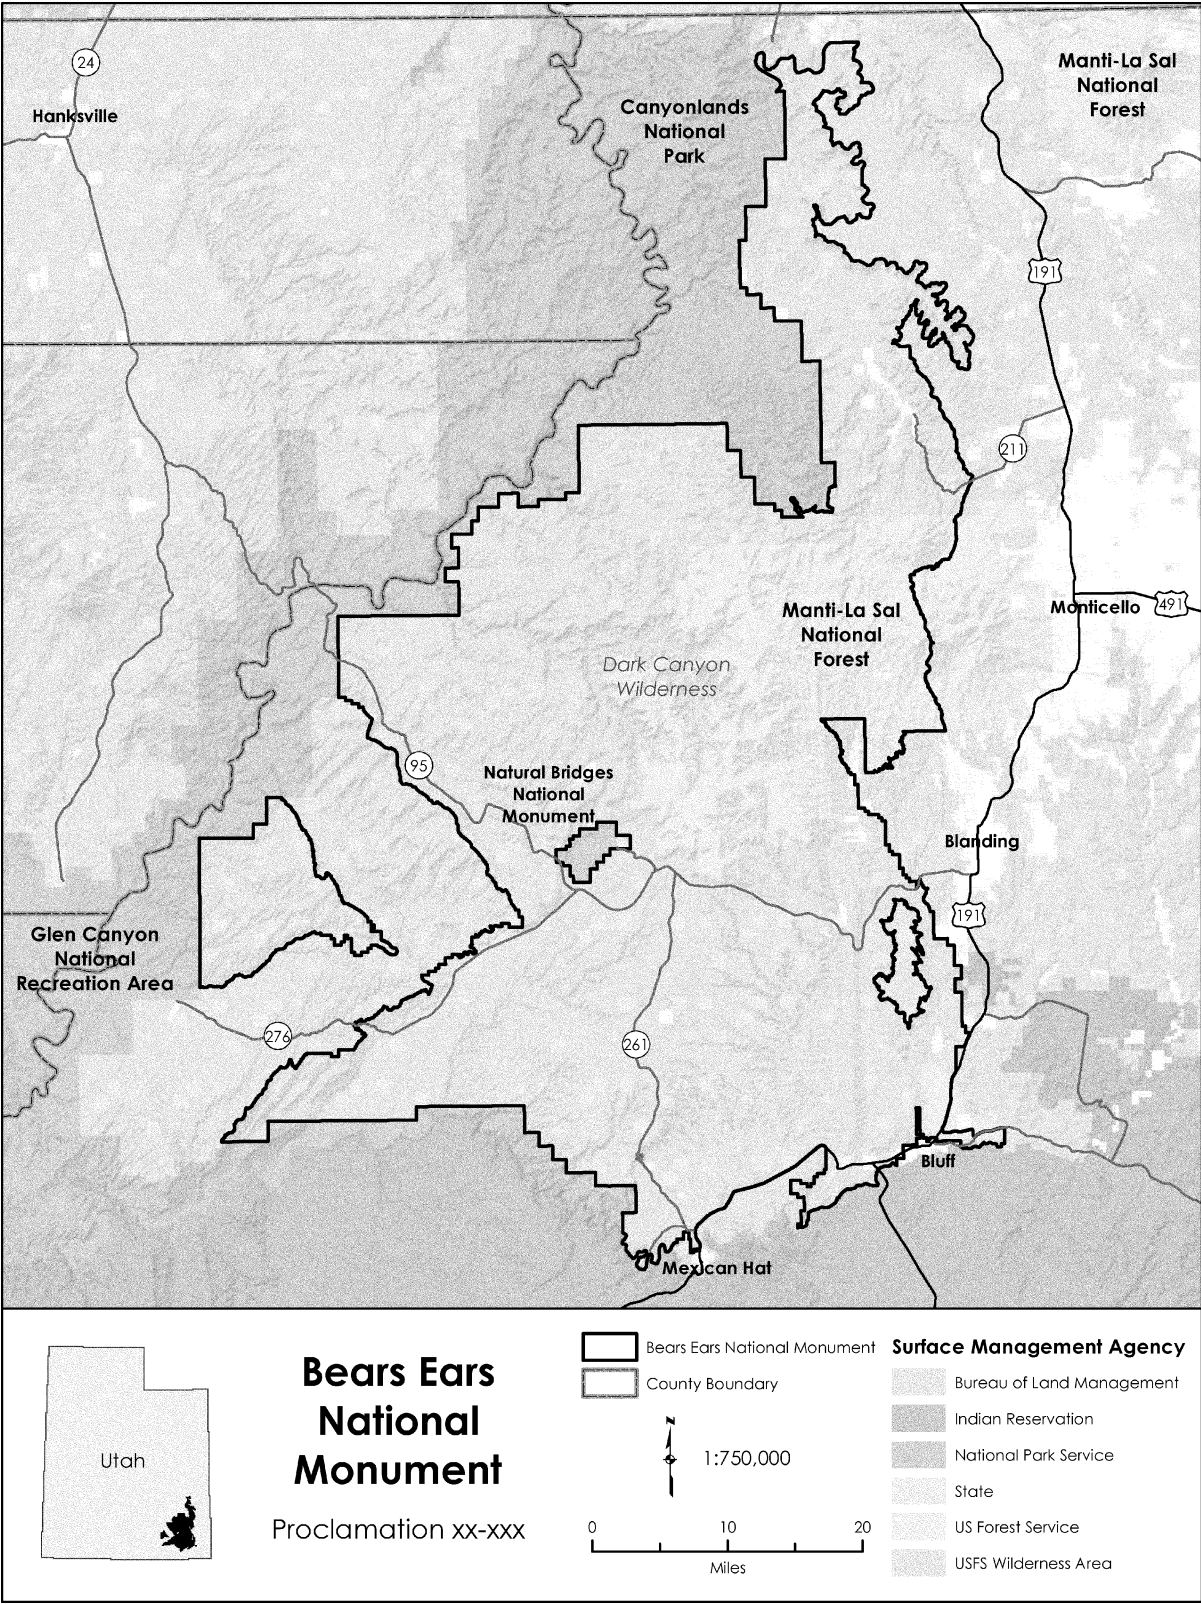 24
Hanksville
Canyonlands
National
Park
Manti-La Sal
National
Forest
191
211
Monticello
491
Manti-La Sal
National
Forest
Dark Canyon
Wilderness
95
Natural Bridges
National
Monument
Blanding
191
Glen Canyon
National
Recreation Area
276
261
Bluff
Mexican Hat
Utah
Bears Ears
National
Monument
Proclamation xx-xxx
Bears Ears National Monument
County Boundary
N
1:750,000
0 10 20
Miles
Surface Management Agency
Bureau of Land Management
Indian Reservation
National Park Service
State
US Forest Service
USFS Wilderness Area